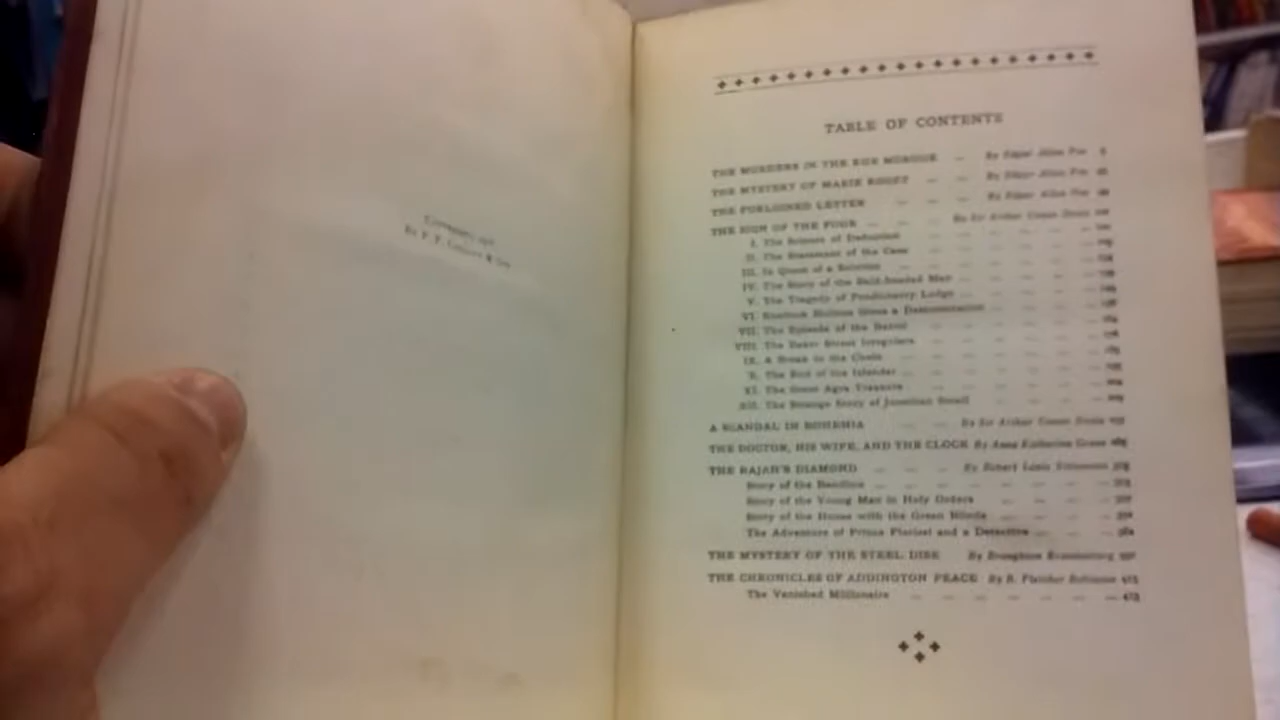 By P. F. Collier & Son
TABLE OF CONTENTS
THE MURDERS IN THE RUE MORGUE — By Edgar Allan Poe
THE MYSTERY OF MARIE ROGET — — By Edgar Allan Poe
THE PURLOINED LETTER — — By Edgar Allan Poe
THE SIGN OF THE FOUR — — By Sir Arthur Conan Doyle
I. The Science of Deduction
II. The Statement of the Case
III. In Quest of a Solution
IV. The Story of the Bald-headed Man
V. The Tragedy of Pondicherry Lodge
VI. Sherlock Holmes Gives a Demonstration
VII. The Episode of the Barrel
VIII. The Baker Street Irregulars
IX. A Break in the Chain
X. The End of the Islander
XI. The Great Agra Treasure
XII. The Strange Story of Jonathan Small
A SCANDAL IN BOHEMIA — — By Sir Arthur Conan Doyle
THE DOCTOR, HIS WIFE, AND THE CLOCK By Anna Katharine Green
THE RAJAH'S DIAMOND — — By Robert Louis Stevenson
Story of the Bandbox
Story of the Young Man in Holy Orders
Story of the House with the Green Blinds
The Adventure of Prince Florizel and a Detective
THE MYSTERY OF THE STEEL DISK By Broughton Brandenburg
THE CHRONICLES OF ADDINGTON PEACE By B. Fletcher Robinson
The Vanished Millionaire